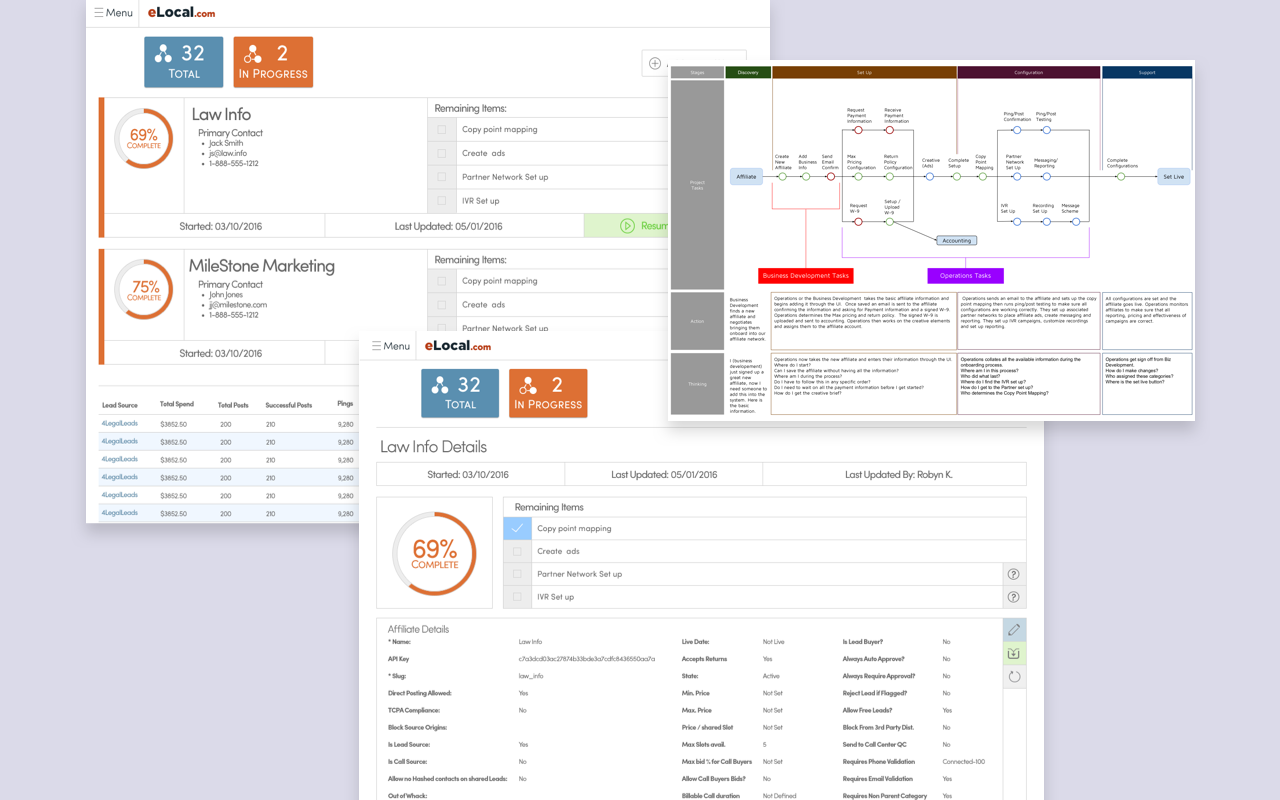 Menu
eLocal.com
32
TOTAL
2
IN PROGRESS
69%
COMPLETE
Law Info
Primary Contact
Jack Smith
js@law.info
1-888-555-1212
Remaining Items:
Copy point mapping
Create ads
Partner Network Set up
IVR Set up
Started: 03/10/2016
Last Updated: 05/01/2016
75%
COMPLETE
MileStone Marketing
Primary Contact
John Jones
jj@milestone.com
1-888-555-1212
Remaining Items:
Copy point mapping
Create ads
Partner Network Set up
Started: 03/10/2016
Lead Source Total Spend Total Posts Successful Posts Pings
4LegalLeads $3852.50 200 210 9,280
4LegalLeads $3852.50 200 210 9,280
4LegalLeads $3852.50 200 210 9,280
4LegalLeads $3852.50 200 210 9,280
4LegalLeads $3852.50 200 210 9,280
4LegalLeads $3852.50 200 210 9,280
Stages Discovery Set Up Configuration Support
Project
Tasks
Affiliate
Create
New
Affiliate
Add
Business
Info
Send
Email
Confirm
Request
Payment
Information
Receive
Payment
Information
Max
Pricing
Configuration
Return
Policy
Configuration
Request
W-9
Setup /
Upload
W-9
Creative
(Ads)
Complete
Setup
Copy
Point
Mapping
Ping/Post
Confirmation
Ping/Post
Testing
Partner
Network
Set Up
Messaging/
Reporting
IVR
Set Up
Recording
Set Up
Message
Scheme
Complete
Configurations
Set Live
Accounting
Business Development Tasks
Operations Tasks
Action
Business
Development
finds a new
affiliate and
negotiates
bringing them
onboard into our
affiliate network.
Operations or the Business Development takes the basic affiliate information and
begins adding it through the UI. Once saved an email is sent to the affiliate
confirming the information and asking for Payment information and a signed W-9.
Operations determines the Max pricing and return policy. The signed W-9 is
uploaded and sent to accounting. Operations then works on the creative elements
and assigns them to the affiliate account.
Operations sends an email to the affiliate and sets up the copy
point mapping then runs ping/post testing to make sure all
configurations are working correctly. They set up associated
partner networks to place affiliate ads, create messaging and
reporting. They set up IVR campaigns, customize recordings
and set up reporting.
All configurations are set and the
affiliate goes live. Operations monitors
affiliates to make sure that all
reporting, pricing and effectiveness of
campaigns are correct.
Thinking
I (business
developement)
just signed up a
great new
affiliate, now I
need someone to
add this into the
system. Here is
the basic
information.
Operations now takes the new affiliate and enters their information through the UI.
Where do I start?
Can I save the affiliate without having all the information?
Where am I during the process?
Do I have to follow this in any specific order?
Do I need to wait on all the payment information before I get started?
How do I get the creative brief?
Operations collates all the available information during the
onboarding process.
Where am I in this process?
Who did what last?
Where do I find the IVR set up?
How do I get to the Partner set up?
Who determines the Copy Point Mapping?
Operations get sign off from Biz
Development.
How do I make changes?
Who assigned these categories?
Where is the set live button?
Menu
eLocal.com
32
TOTAL
2
IN PROGRESS
Law Info Details
Started: 03/10/2016
Last Updated: 05/01/2016
Last Updated By: Robyn K.
69%
COMPLETE
Remaining Items
Copy point mapping
Create ads
Partner Network Set up ?
IVR Set up ?
Affiliate Details
* Name: Law Info Live Date: Not Live Is Lead Buyer? No
API Key c7a3dcd03ac27874b33bde3a7cdfc8436550aa7a Accepts Returns Yes Always Auto Approve? No
* Slug: law_info State: Active Always Require Approval? No
Direct Posting Allowed: Yes Min. Price Not Set Reject Lead if Flagged? No
TCPA Compliance: No Max. Price Not Set Allow Free Leads? Yes
Block Source Origins: Price / shared Slot Not Set Block From 3rd Party Dist. No
Is Lead Source: Yes Max Slots avail. 5 Send to Call Center QC No
Is Call Source: No Max bid % for Call Buyers Not Set Requires Phone Validation Connected-100
Allow no Hashed contacts on shared Leads: No Allow Call Buyers Bids? No Requires Email Validation Yes
Out of Whack: Billable Call duration Not Defined Requires Non Parent Category Yes